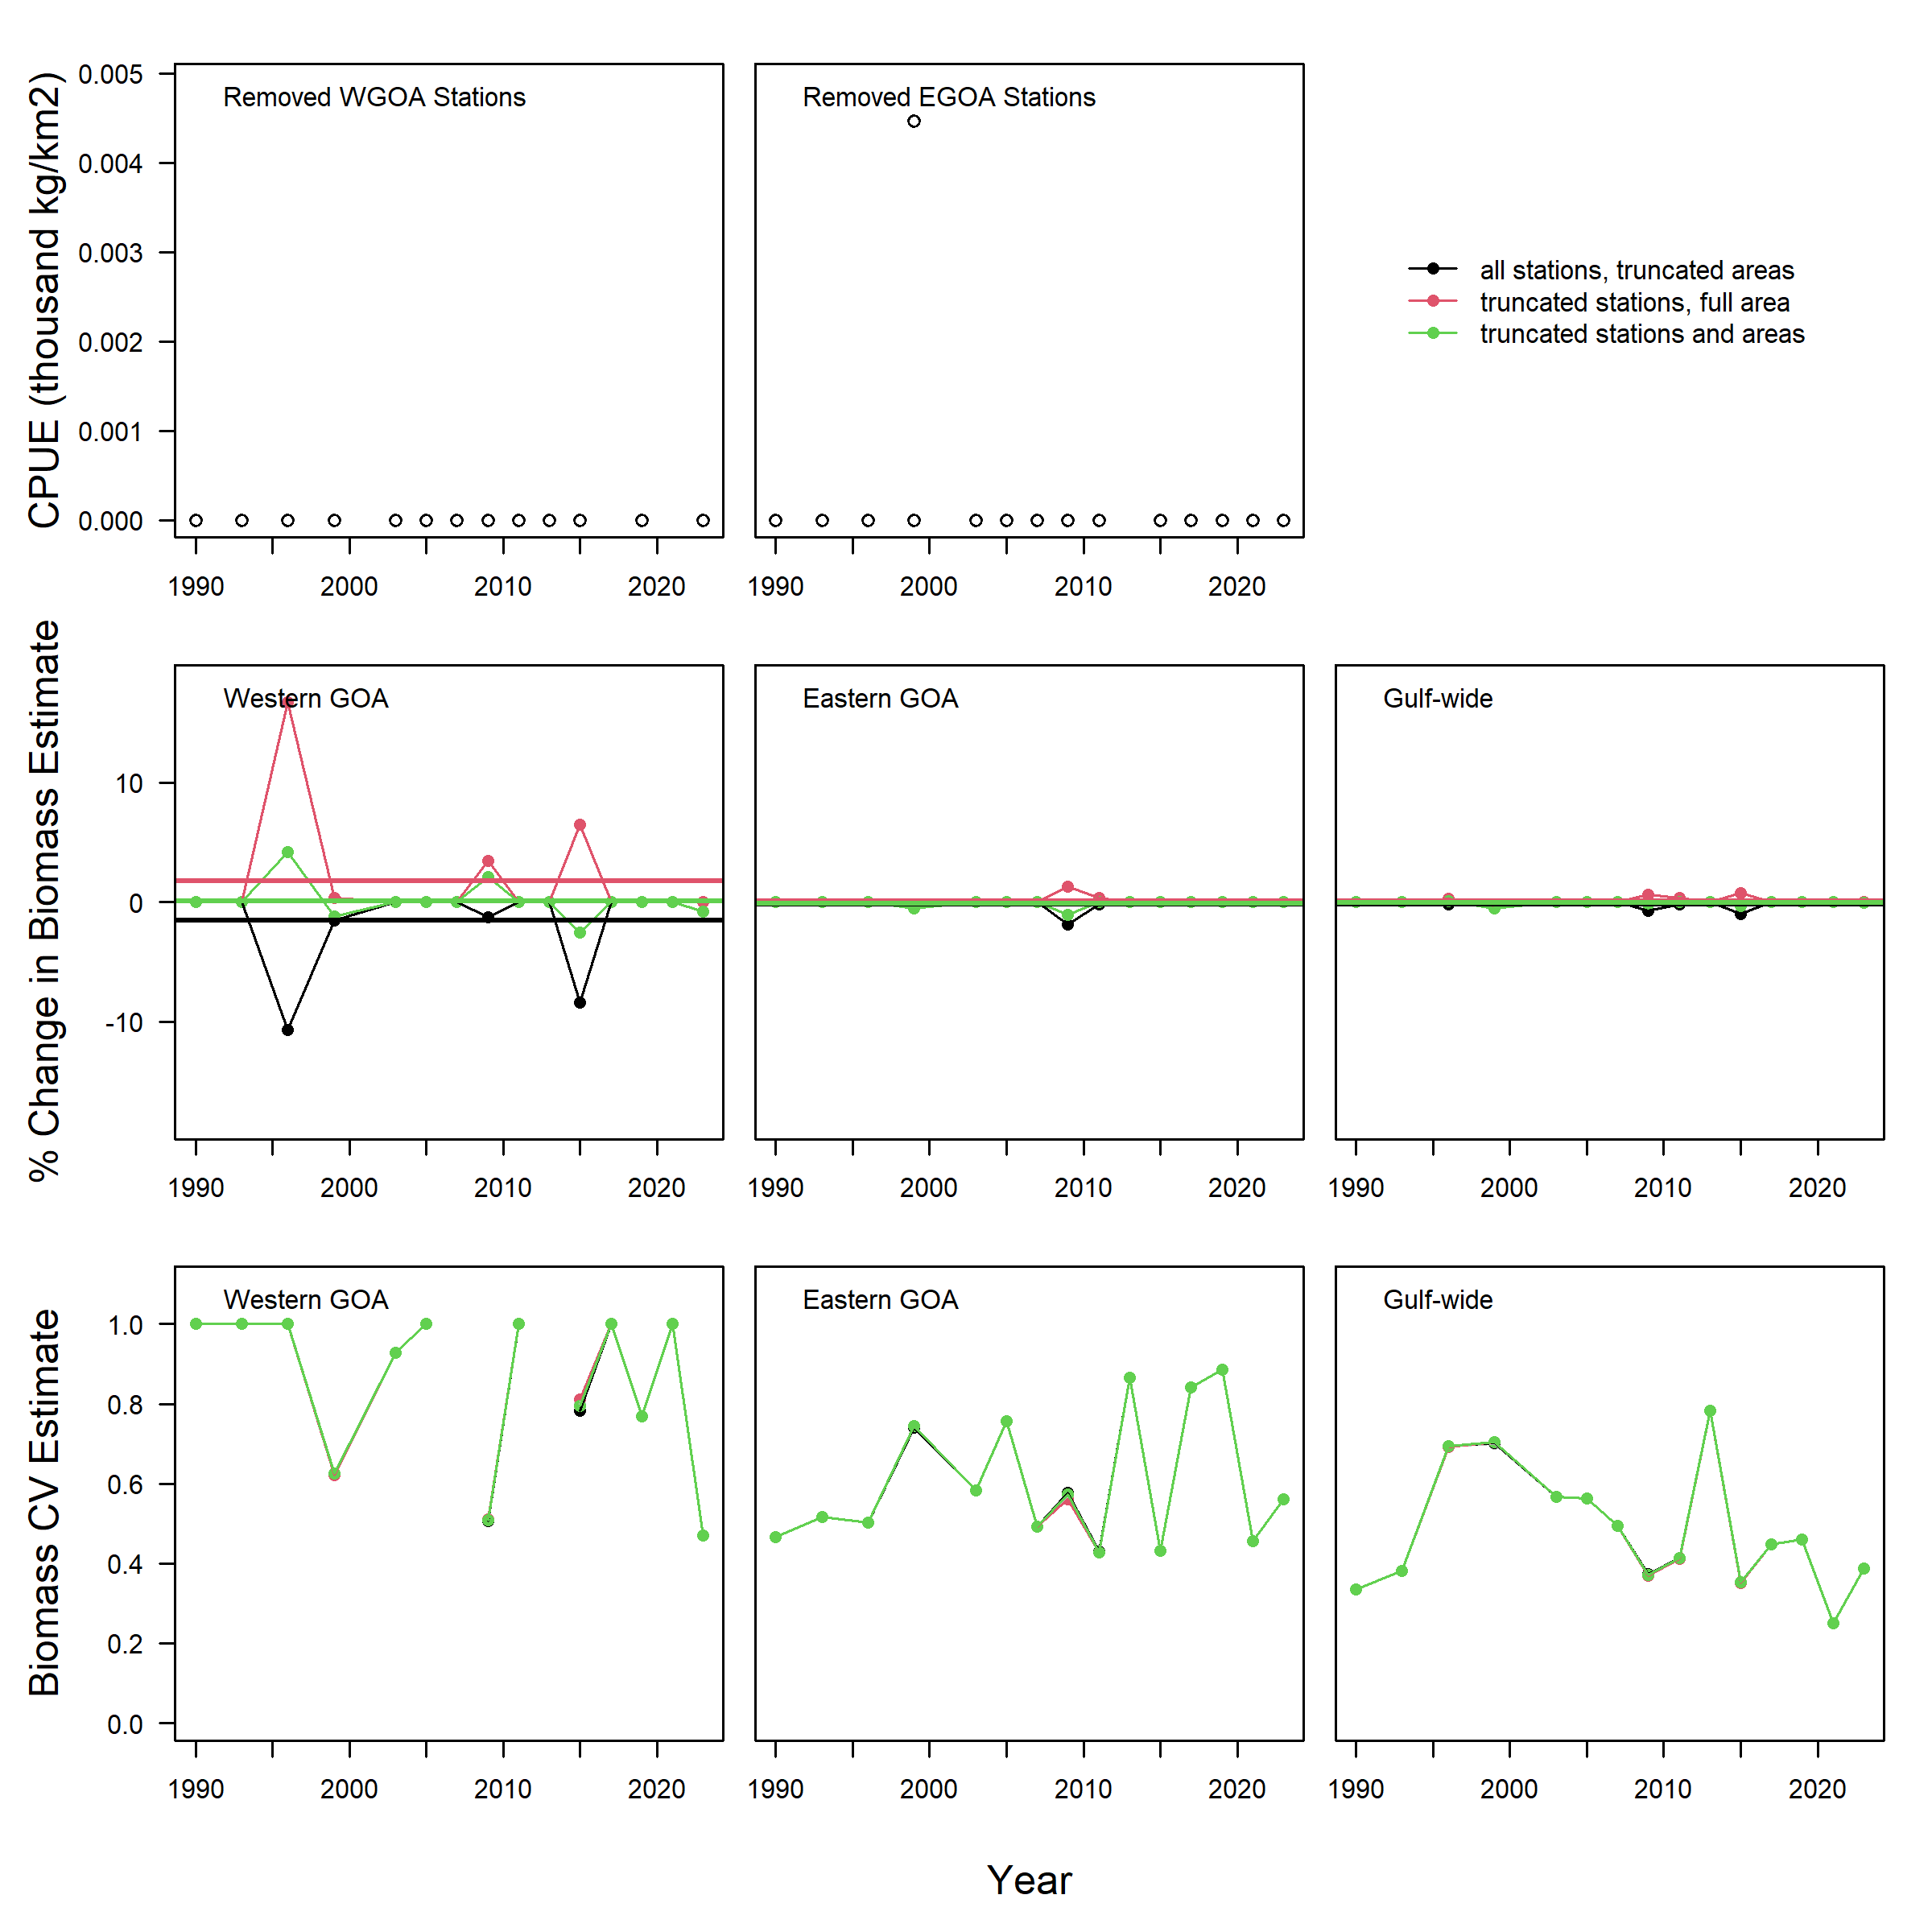 CPUE (thousand kg/km2)
0.005
0.004
0.003
0.002
0.001
0.000
Removed WGOA Stations
1990 2000 2010 2020
Removed EGOA Stations
1990 2000 2010 2020
all stations, truncated areas
truncated stations, full area
truncated stations and areas
% Change in Biomass Estimate
10
0
-10
Western GOA
1990 2000 2010 2020
Eastern GOA
1990 2000 2010 2020
Gulf-wide
1990 2000 2010 2020
Biomass CV Estimate
1.0
0.8
0.6
0.4
0.2
0.0
Western GOA
1990 2000 2010 2020
Eastern GOA
1990 2000 2010 2020
Gulf-wide
1990 2000 2010 2020
Year